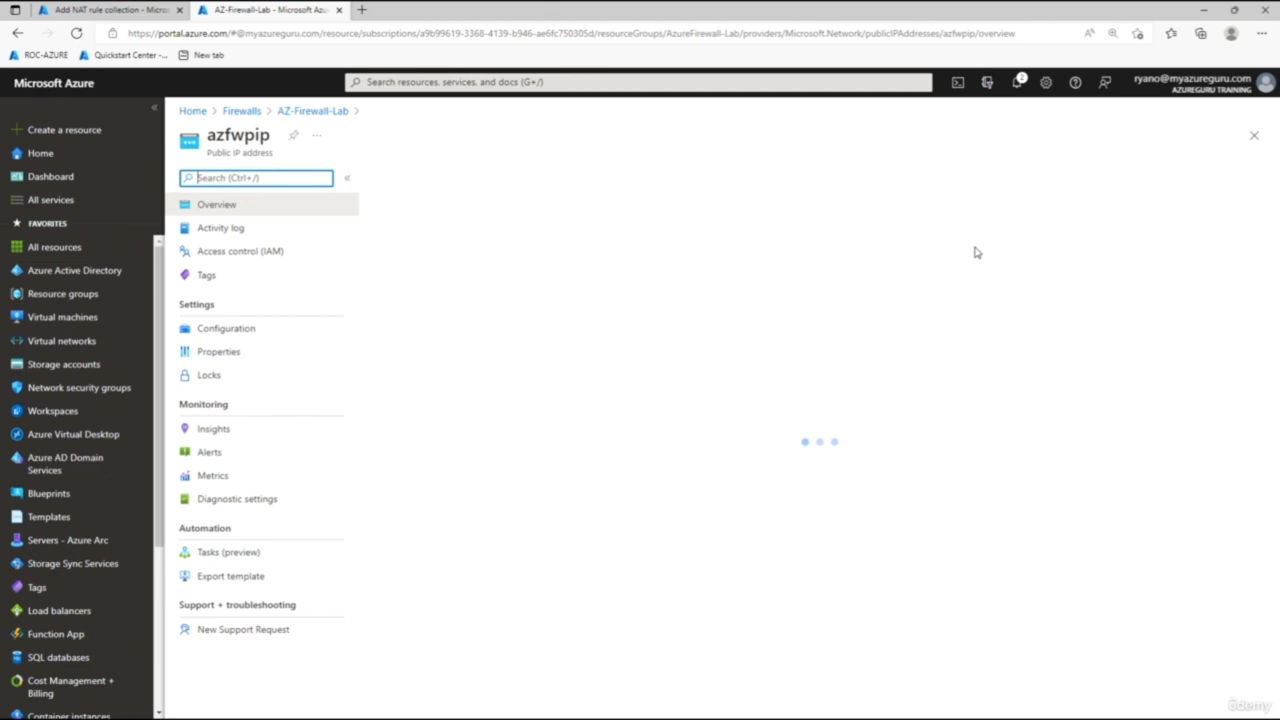 Add NAT rule collection - Micros
AZ-Firewall-Lab - Microsoft Azu
https://portal.azure.com/#@myazureguru.com/resource/subscriptions/a9b99619-3368-4139-b946-ae6fc750305d/resourceGroups/AzureFirewall-Lab/providers/Microsoft.Network/publicIPAddresses/azfwpip/overview
ROC-AZURE
Quickstart Center -...
New tab
Microsoft Azure
Search resources, services, and docs (G+/)
2
ryano@myazureguru.com
AZUREGURU TRAINING
Create a resource
Home
Dashboard
All services
FAVORITES
All resources
Azure Active Directory
Resource groups
Virtual machines
Virtual networks
Storage accounts
Network security groups
Workspaces
Azure Virtual Desktop
Azure AD Domain
Services
Blueprints
Templates
Servers - Azure Arc
Storage Sync Services
Tags
Load balancers
Function App
SQL databases
Cost Management +
Billing
Container instances
Home > Firewalls > AZ-Firewall-Lab >
azfwpip
Public IP address
Search (Ctrl+/)
Overview
Activity log
Access control (IAM)
Tags
Settings
Configuration
Properties
Locks
Monitoring
Insights
Alerts
Metrics
Diagnostic settings
Automation
Tasks (preview)
Export template
Support + troubleshooting
New Support Request
ûdemy